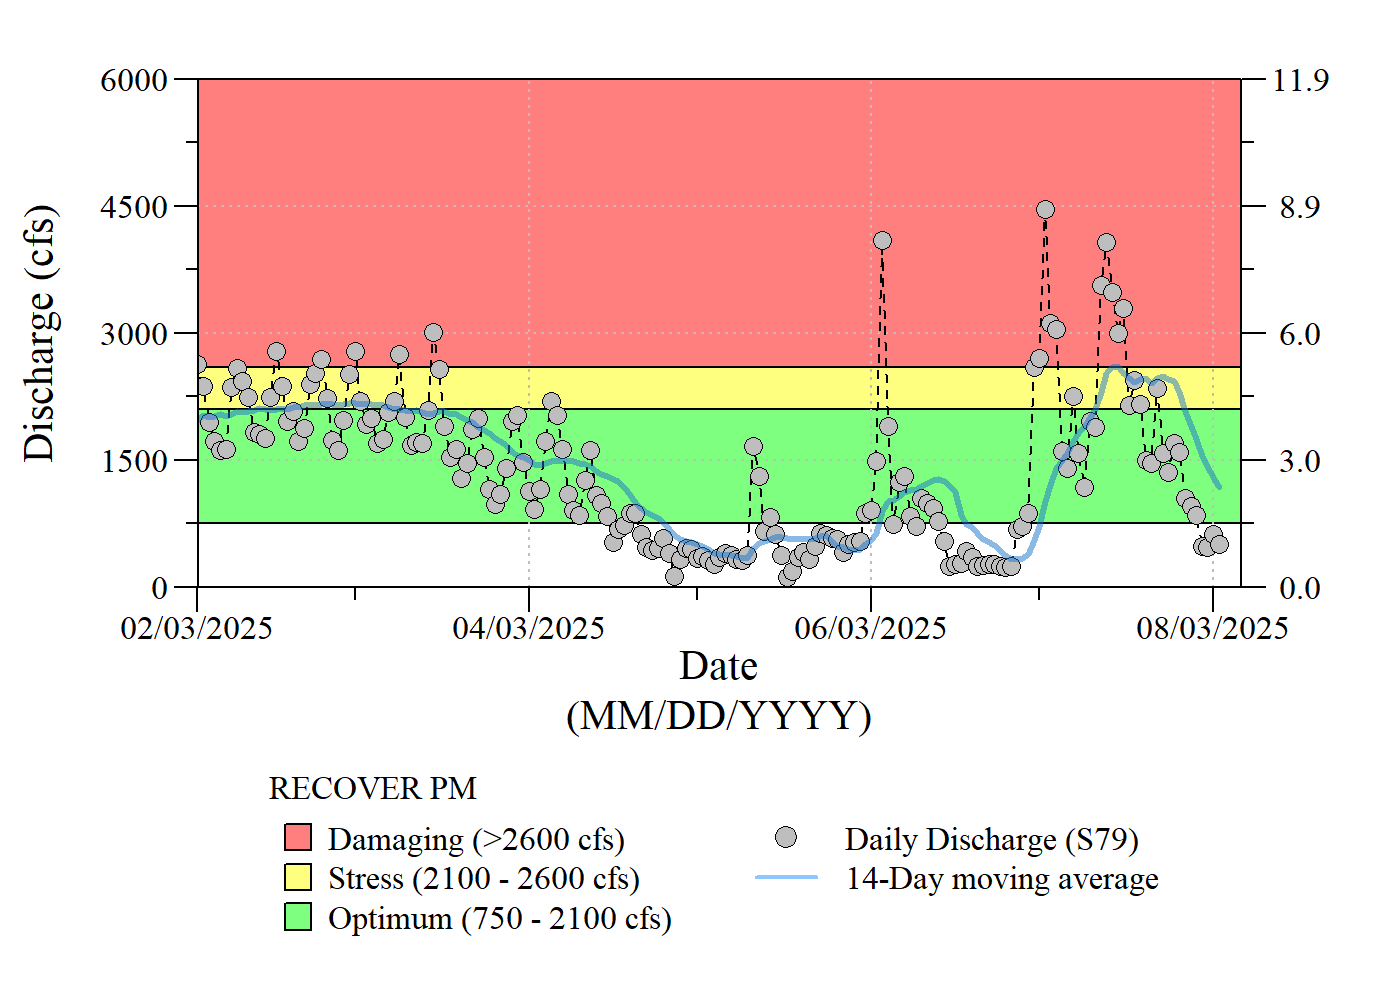 6000
4500
3000
1500
0
Discharge (cfs)
11.9
8.9
6.0
3.0
0.0
02/03/2025 04/03/2025 06/03/2025 08/03/2025
Date
(MM/DD/YYYY)
RECOVER PM
Damaging (>2600 cfs)
Stress (2100 - 2600 cfs)
Optimum (750 - 2100 cfs)
Daily Discharge (S79)
14-Day moving average